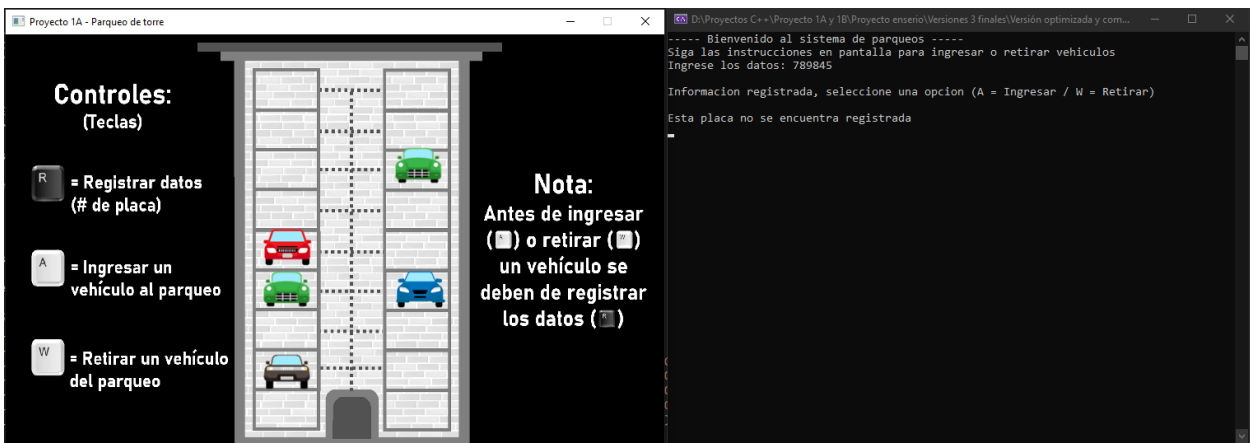 Proyecto 1A - Parqueo de torre
Controles:
(Teclas)
R
= Registrar datos
(# de placa)
A
= Ingresar un
vehículo al parqueo
W
= Retirar un vehículo
del parqueo
Nota:
Antes de ingresar
(A) o retirar (W)
un vehículo se
deben de registrar
los datos (R)
D:\Proyectos C++\Proyecto 1A y 1B\Proyecto enserio\Versiones 3 finales\Versión optimizada y com...
----- Bienvenido al sistema de parqueos -----
Siga las instrucciones en pantalla para ingresar o retirar vehiculos
Ingrese los datos: 789845
Informacion registrada, seleccione una opcion (A = Ingresar / W = Retirar)
Esta placa no se encuentra registrada